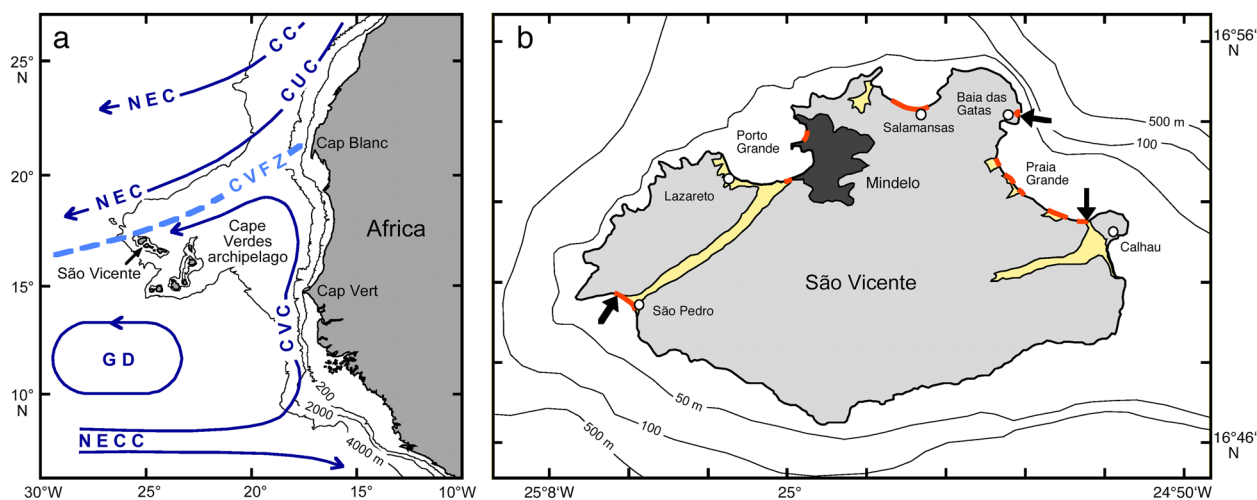 a
25°
N
20°
15°
10°
N
30°W
25°
20°
15°
10°W
CC
NEC
CUC
NEC
CVFZ
Cap Blanc
Cape
Verdes
archipelago
Africa
São Vicente
Cap Vert
CVC
GD
NECC
200
2000
4000 m
b
16°56'
N
500 m
100
Baia das
Gatas
Salamansas
Porto
Grande
Praia
Grande
Mindelo
Lazareto
Calhau
São Vicente
São Pedro
50 m
100
500 m
16°46'
N
25°8'W
25°
24°50'W